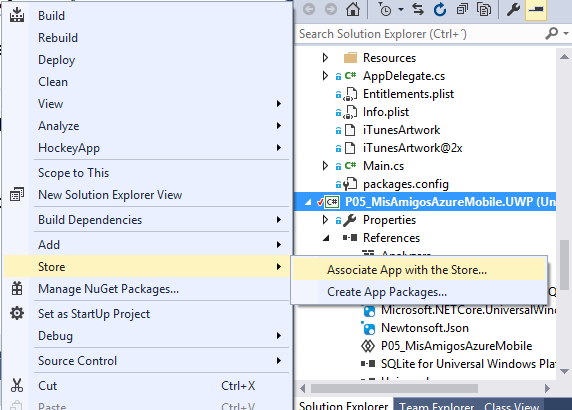 Build
Rebuild
Deploy
Clean
View
Analyze
HockeyApp
Scope to This
New Solution Explorer View
Build Dependencies
Add
Store
Manage NuGet Packages...
Set as StartUp Project
Debug
Source Control
Cut Ctrl+X
Paste Ctrl+V
Associate App with the Store...
Create App Packages...
Search Solution Explorer (Ctrl+´)
Resources
C# AppDelegate.cs
Entitlements.plist
Info.plist
iTunesArtwork
iTunesArtwork@2x
C# Main.cs
packages.config
C# P05_MisAmigosAzureMobile.UWP (Un
Properties
References
Analyzers
Microsoft.NETCore.UniversalWind
Newtonsoft.Json
P05_MisAmigosAzureMobile
SQLite for Universal Windows Plat
Solution Explorer Team Explorer Class View